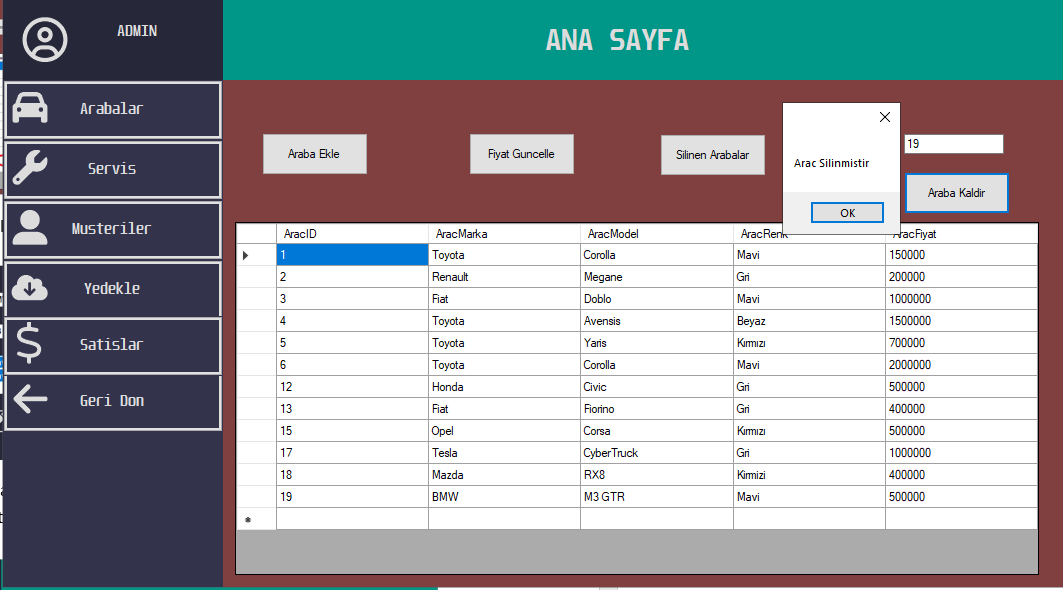 ADMIN
ANA SAYFA
Arabalar
Servis
Musteriler
Yedekle
Satislar
Geri Don
Araba Ekle
Fiyat Guncelle
Silinen Arabalar
Arac Silinmistir
OK
19
Araba Kaldir
AracID AracMarka AracModel AracRenk AracFiyat
1 Toyota Corolla Mavi 150000
2 Renault Megane Gri 200000
3 Fiat Doblo Mavi 1000000
4 Toyota Avensis Beyaz 1500000
5 Toyota Yaris Kırmızı 700000
6 Toyota Corolla Mavi 2000000
12 Honda Civic Gri 500000
13 Fiat Fiorino Gri 400000
15 Opel Corsa Kırmızı 500000
17 Tesla CyberTruck Gri 1000000
18 Mazda RX8 Kirmizi 400000
19 BMW M3 GTR Mavi 500000